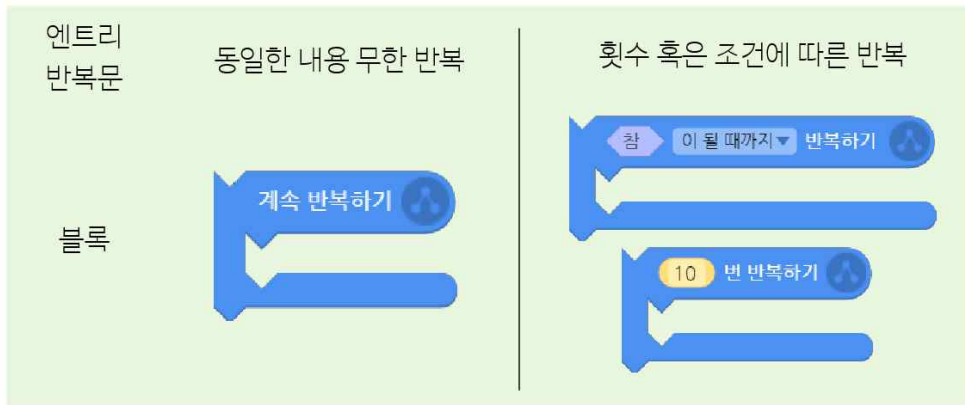 엔트리
반복문
동일한 내용 무한 반복
횟수 혹은 조건에 따른 반복
블록
계속 반복하기
참 이 될 때까지▼ 반복하기
10 번 반복하기